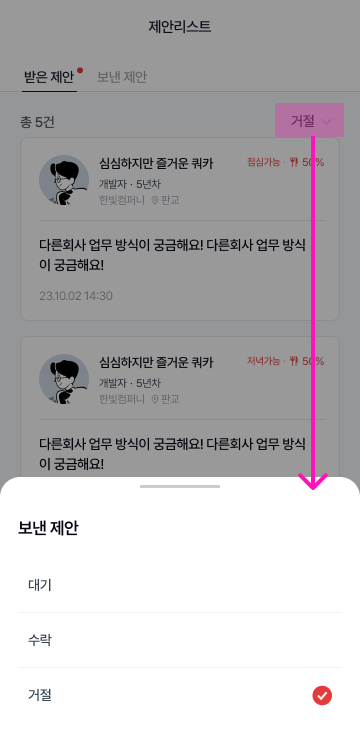 제안리스트
받은 제안
보낸 제안
총 5건
거절
심심하지만 즐거운 쿼카
점심가능 · 50%
개발자 · 5년차
한빛컴퍼니 판교
다른회사 업무 방식이 궁금해요! 다른회사 업무 방식
이 궁금해요!
23.10.02 14:30
심심하지만 즐거운 쿼카
저녁가능 · 50%
개발자 · 5년차
한빛컴퍼니 판교
다른회사 업무 방식이 궁금해요! 다른회사 업무 방식
이 궁금해요!
보낸 제안
대기
수락
거절